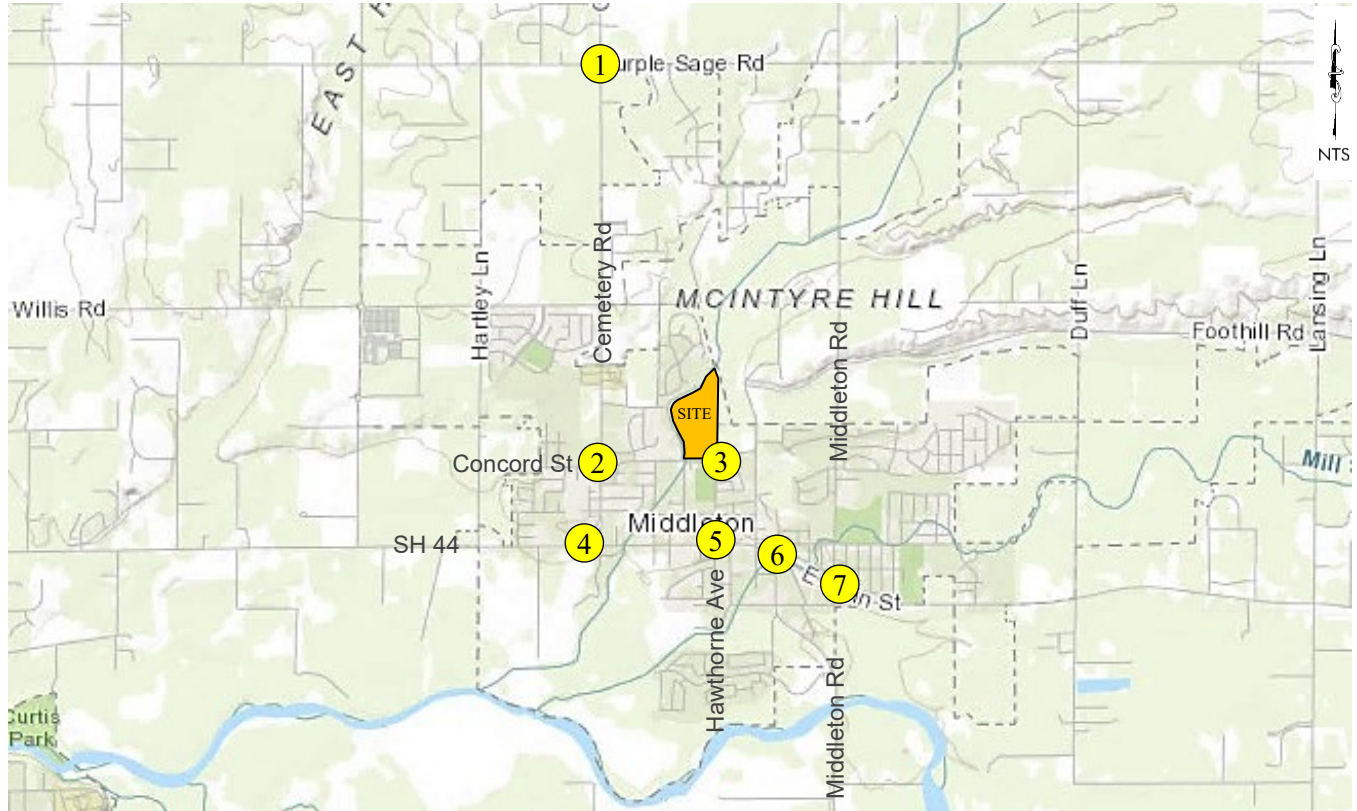 EAST
1
urple Sage Rd
NTS
Hartley Ln
Cemetery Rd
Willis Rd
MCINTYRE HILL
Middleton Rd
Duff Ln
Foothill Rd
Lansing Ln
SITE
Concord St
2
3
Mill
Middleton
SH 44
4
5
6
7
St
Hawthorne Ave
Middleton Rd
Curtis
Park